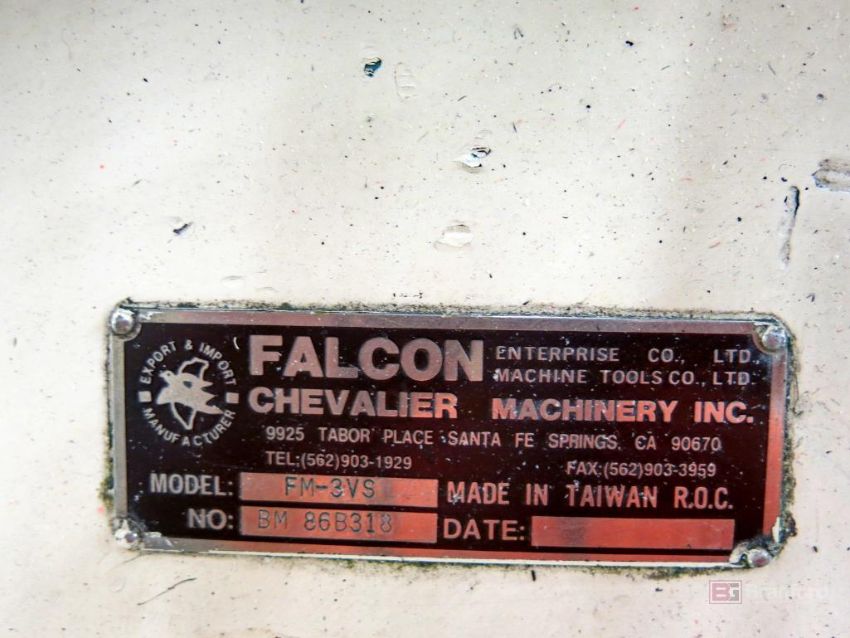 EXPORT & IMPORT
MANUFACTURER
FALCON ENTERPRISE CO., LTD.
MACHINE TOOLS CO., LTD.
CHEVALIER MACHINERY INC.
9925 TABOR PLACE SANTA FE SPRINGS, CA 90670
TEL:(562)903-1929 FAX:(562)903-3959
MODEL: FM-3VS MADE IN TAIWAN R.O.C.
NO: BM 86B318 DATE:
BG